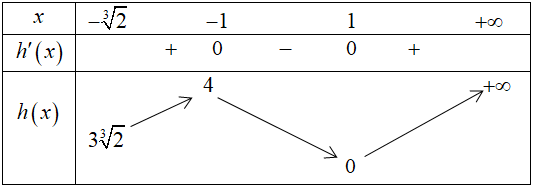 x −∛2 −1 1 +∞
h′(x) + 0 − 0 +
4 +∞
h(x)
3∛2
0